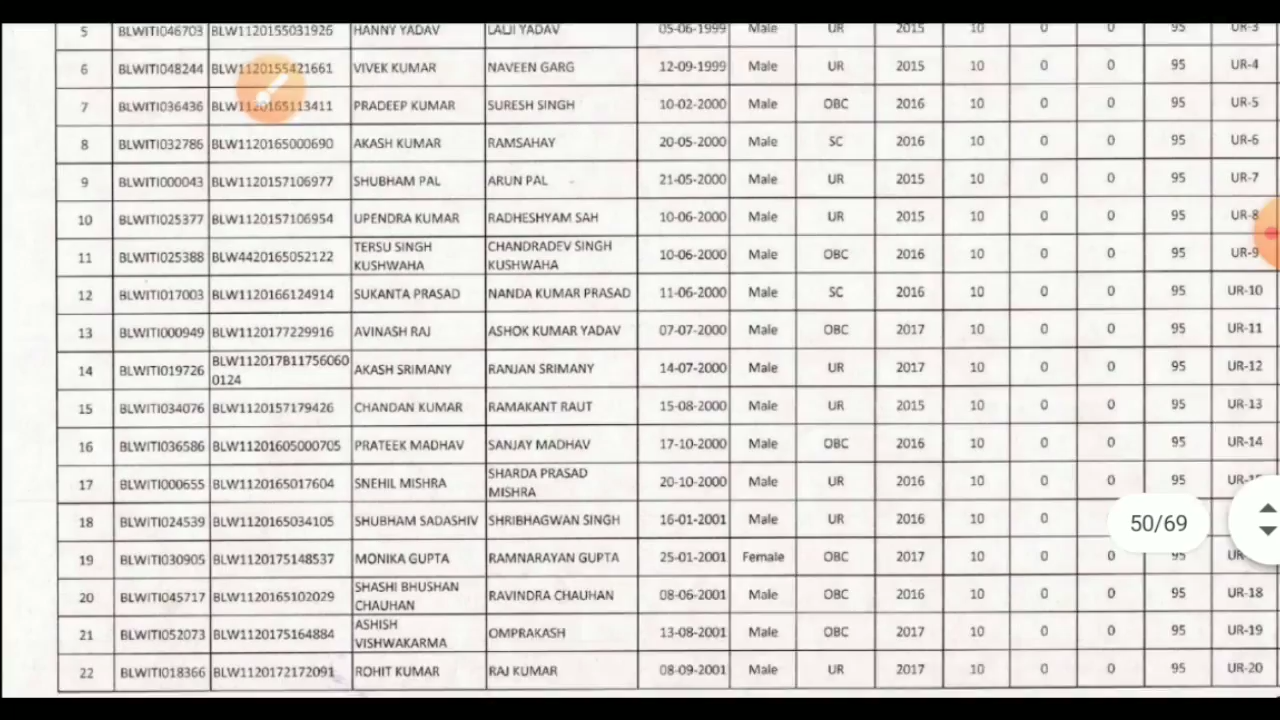 5 BLWITI046703 BLW1120155031926 HANNY YADAV LALJI YADAV 05-06-1999 Male UR 2015 10 0 0 95 UR-3
6 BLWITI048244 BLW1120155421661 VIVEK KUMAR NAVEEN GARG 12-09-1999 Male UR 2015 10 0 0 95 UR-4
7 BLWITI036436 BLW1120165113411 PRADEEP KUMAR SURESH SINGH 10-02-2000 Male OBC 2016 10 0 0 95 UR-5
8 BLWITI032786 BLW1120165000690 AKASH KUMAR RAMSAHAY 20-05-2000 Male SC 2016 10 0 0 95 UR-6
9 BLWITI000043 BLW1120157106977 SHUBHAM PAL ARUN PAL 21-05-2000 Male UR 2015 10 0 0 95 UR-7
10 BLWITI025377 BLW1120157106954 UPENDRA KUMAR RADHESHYAM SAH 10-06-2000 Male UR 2015 10 0 0 95 UR-8
11 BLWITI025388 BLW4420165052122 TERSU SINGH KUSHWAHA CHANDRADEV SINGH KUSHWAHA 10-06-2000 Male OBC 2016 10 0 0 95 UR-9
12 BLWITI017003 BLW1120166124914 SUKANTA PRASAD NANDA KUMAR PRASAD 11-06-2000 Male SC 2016 10 0 0 95 UR-10
13 BLWITI000949 BLW1120177229916 AVINASH RAJ ASHOK KUMAR YADAV 07-07-2000 Male OBC 2017 10 0 0 95 UR-11
14 BLWITI019726 BLW112017B11756060 0124 AKASH SRIMANY RANJAN SRIMANY 14-07-2000 Male UR 2017 10 0 0 95 UR-12
15 BLWITI034076 BLW1120157179426 CHANDAN KUMAR RAMAKANT RAUT 15-08-2000 Male UR 2015 10 0 0 95 UR-13
16 BLWITI036586 BLW11201605000705 PRATEEK MADHAV SANJAY MADHAV 17-10-2000 Male OBC 2016 10 0 0 95 UR-14
17 BLWITI000655 BLW1120165017604 SNEHIL MISHRA SHARDA PRASAD MISHRA 20-10-2000 Male UR 2016 10 0 0 95
18 BLWITI024539 BLW1120165034105 SHUBHAM SADASHIV SHRIBHAGWAN SINGH 16-01-2001 Male UR 2016 10 0
50/69
19 BLWITI030905 BLW1120175148537 MONIKA GUPTA RAMNARAYAN GUPTA 25-01-2001 Female OBC 2017 10 0 0 95
20 BLWITI045717 BLW1120165102029 SHASHI BHUSHAN CHAUHAN RAVINDRA CHAUHAN 08-06-2001 Male OBC 2016 10 0 0 95 UR-18
21 BLWITI052073 BLW1120175164884 ASHISH VISHWAKARMA OMPRAKASH 13-08-2001 Male OBC 2017 10 0 0 95 UR-19
22 BLWITI018366 BLW1120172172091 ROHIT KUMAR RAJ KUMAR 08-09-2001 Male UR 2017 10 0 0 95 UR-20